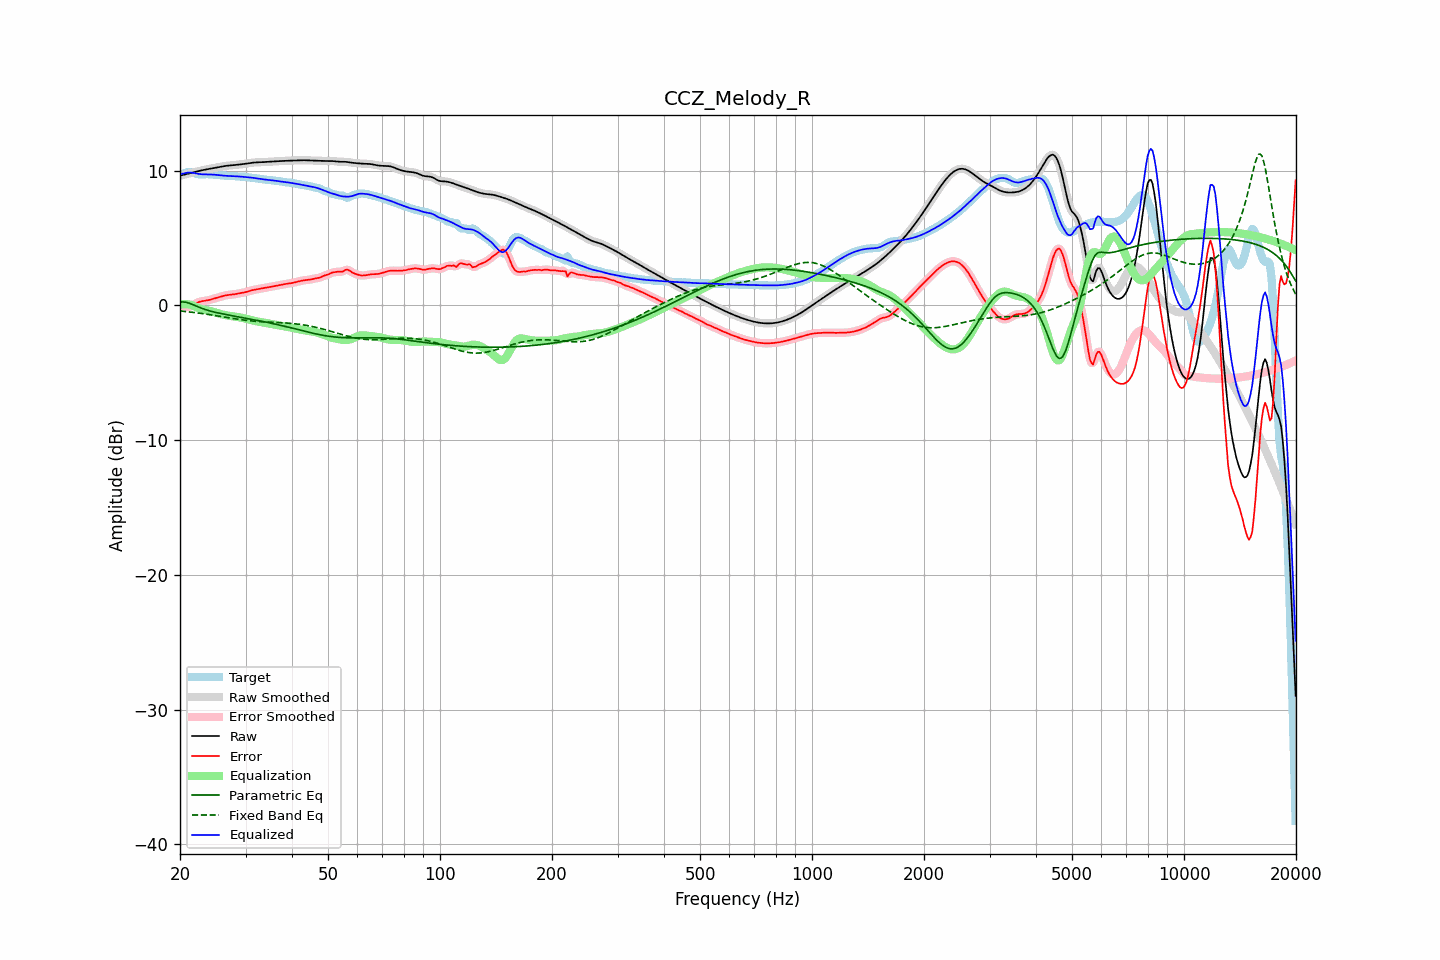 CCZ_Melody_R
Amplitude (dBr)
10
0
−10
−20
−30
−40
Target
Raw Smoothed
Error Smoothed
Raw
Error
Equalization
Parametric Eq
Fixed Band Eq
Equalized
20 50 100 200 500 1000 2000 5000 10000 20000
Frequency (Hz)